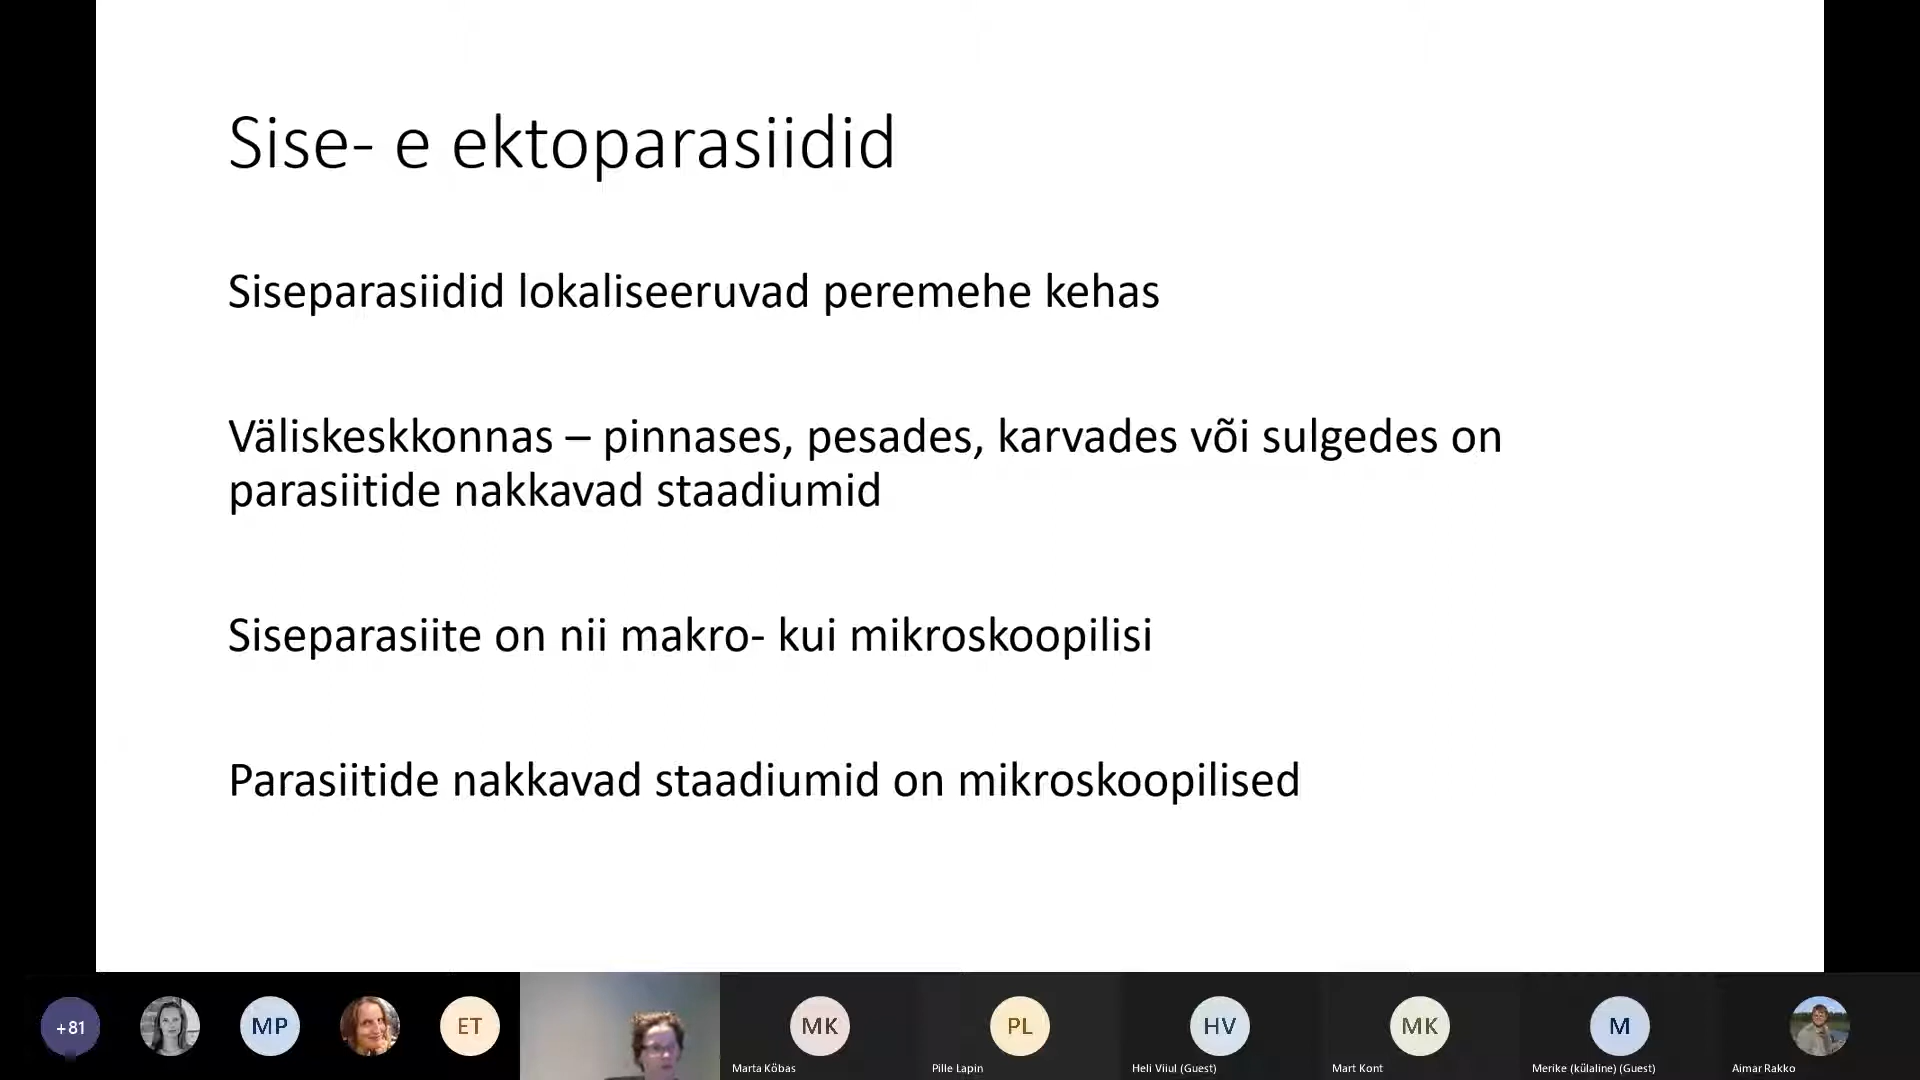 Sise- e ektoparasiidid
Siseparasiidid lokaliseeruvad peremehe kehas
Väliskeskkonnas – pinnases, pesades, karvades või sulgedes on
parasiitide nakkavad staadiumid
Siseparasiite on nii makro- kui mikroskoopilisi
Parasiitide nakkavad staadiumid on mikroskoopilised
+81
MP
ET
MK
PL
HV
MK
M
Marta Kõbas
Pille Lapin
Heli Viiul (Guest)
Mart Kont
Merike (külaline) (Guest)
Aimar Rakko